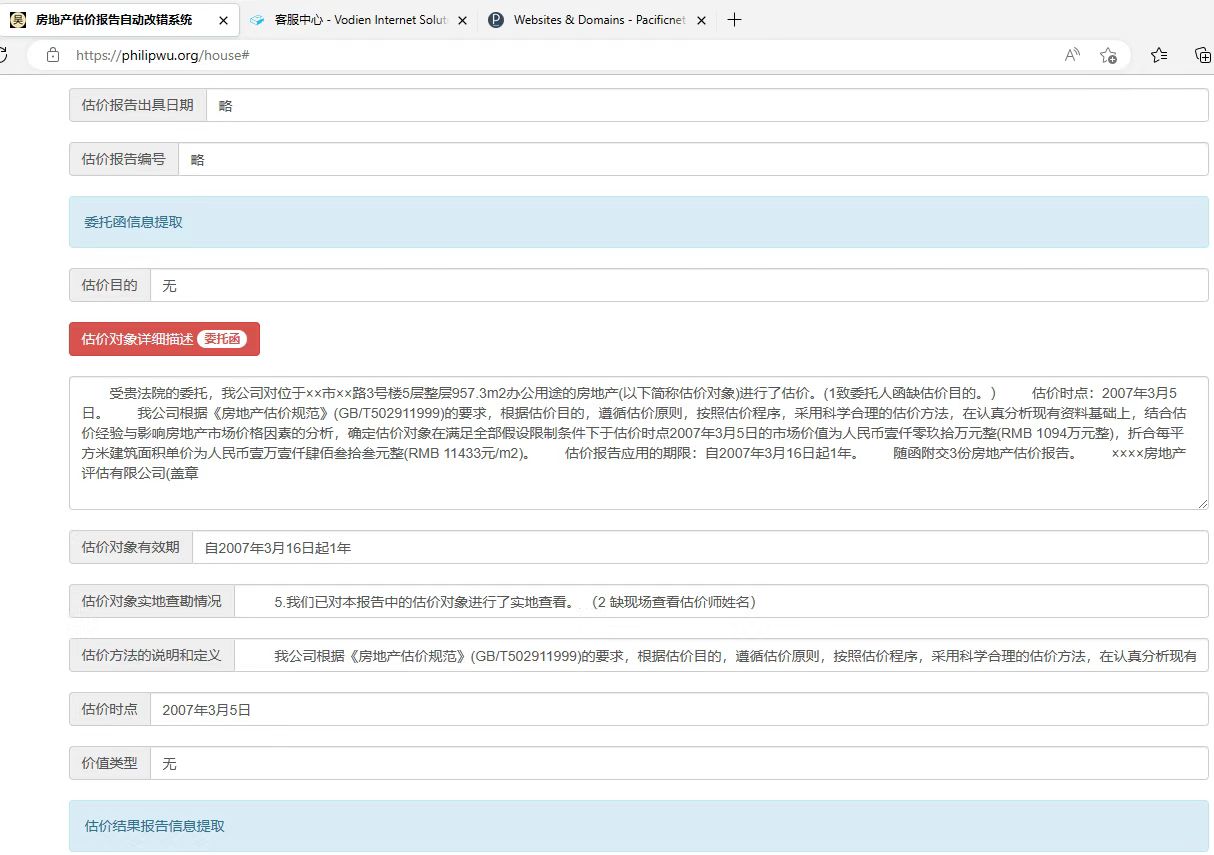 房地产估价报告自动改错系统
客服中心 - Vodien Internet Solut
Websites & Domains - Pacificnet
https://philipwu.org/house#
估价报告出具日期 略
估价报告编号 略
委托函信息提取
估价目的 无
估价对象详细描述 委托函
受贵法院的委托，我公司对位于××市××路3号楼5层整层957.3m2办公用途的房地产(以下简称估价对象)进行了估价。(1致委托人函缺估价目的。） 估价时点：2007年3月5
日。 我公司根据《房地产估价规范》(GB/T502911999)的要求，根据估价目的，遵循估价原则，按照估价程序，采用科学合理的估价方法，在认真分析现有资料基础上，结合估
价经验与影响房地产市场价格因素的分析，确定估价对象在满足全部假设限制条件下于估价时点2007年3月5日的市场价值为人民币壹仟零玖拾万元整(RMB 1094万元整)，折合每平
方米建筑面积单价为人民币壹万壹仟肆佰叁拾叁元整(RMB 11433元/m2)。 估价报告应用的期限：自2007年3月16日起1年。 随函附交3份房地产估价报告。 ××××房地产
评估有限公司(盖章
估价对象有效期 自2007年3月16日起1年
估价对象实地查勘情况 5.我们已对本报告中的估价对象进行了实地查看。（2 缺现场查看估价师姓名）
估价方法的说明和定义 我公司根据《房地产估价规范》(GB/T502911999)的要求，根据估价目的，遵循估价原则，按照估价程序，采用科学合理的估价方法，在认真分析现有
估价时点 2007年3月5日
价值类型 无
估价结果报告信息提取